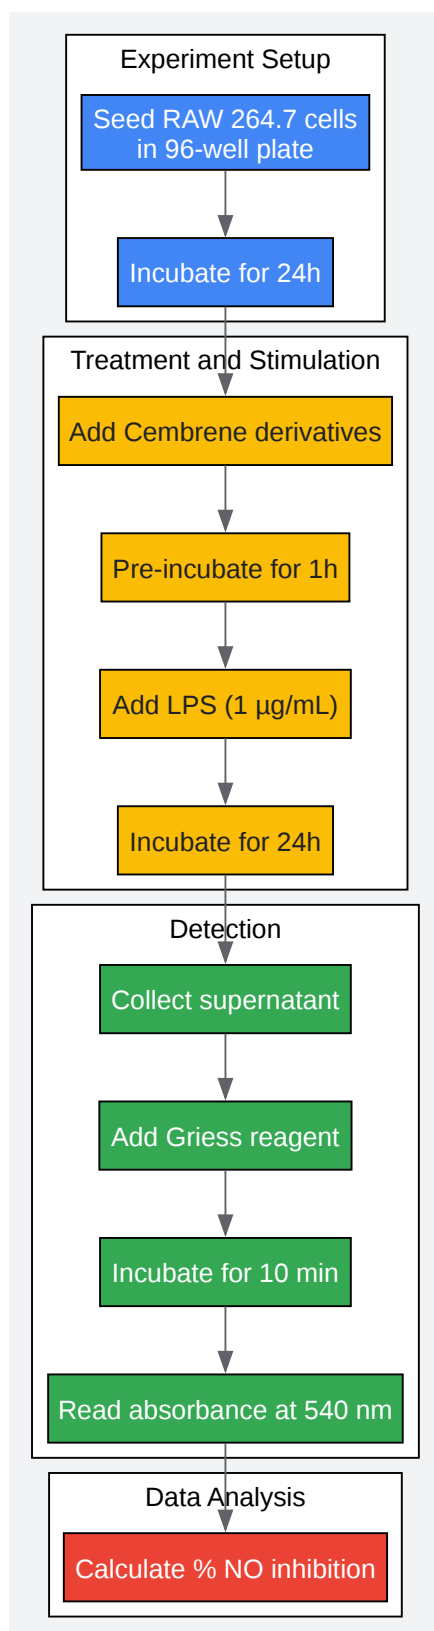 Experiment Setup
Seed RAW 264.7 cells
in 96-well plate
Incubate for 24h
Treatment and Stimulation
Add Cembrene derivatives
Pre-incubate for 1h
Add LPS (1 µg/mL)
Incubate for 24h
Detection
Collect supernatant
Add Griess reagent
Incubate for 10 min
Read absorbance at 540 nm
Data Analysis
Calculate % NO inhibition